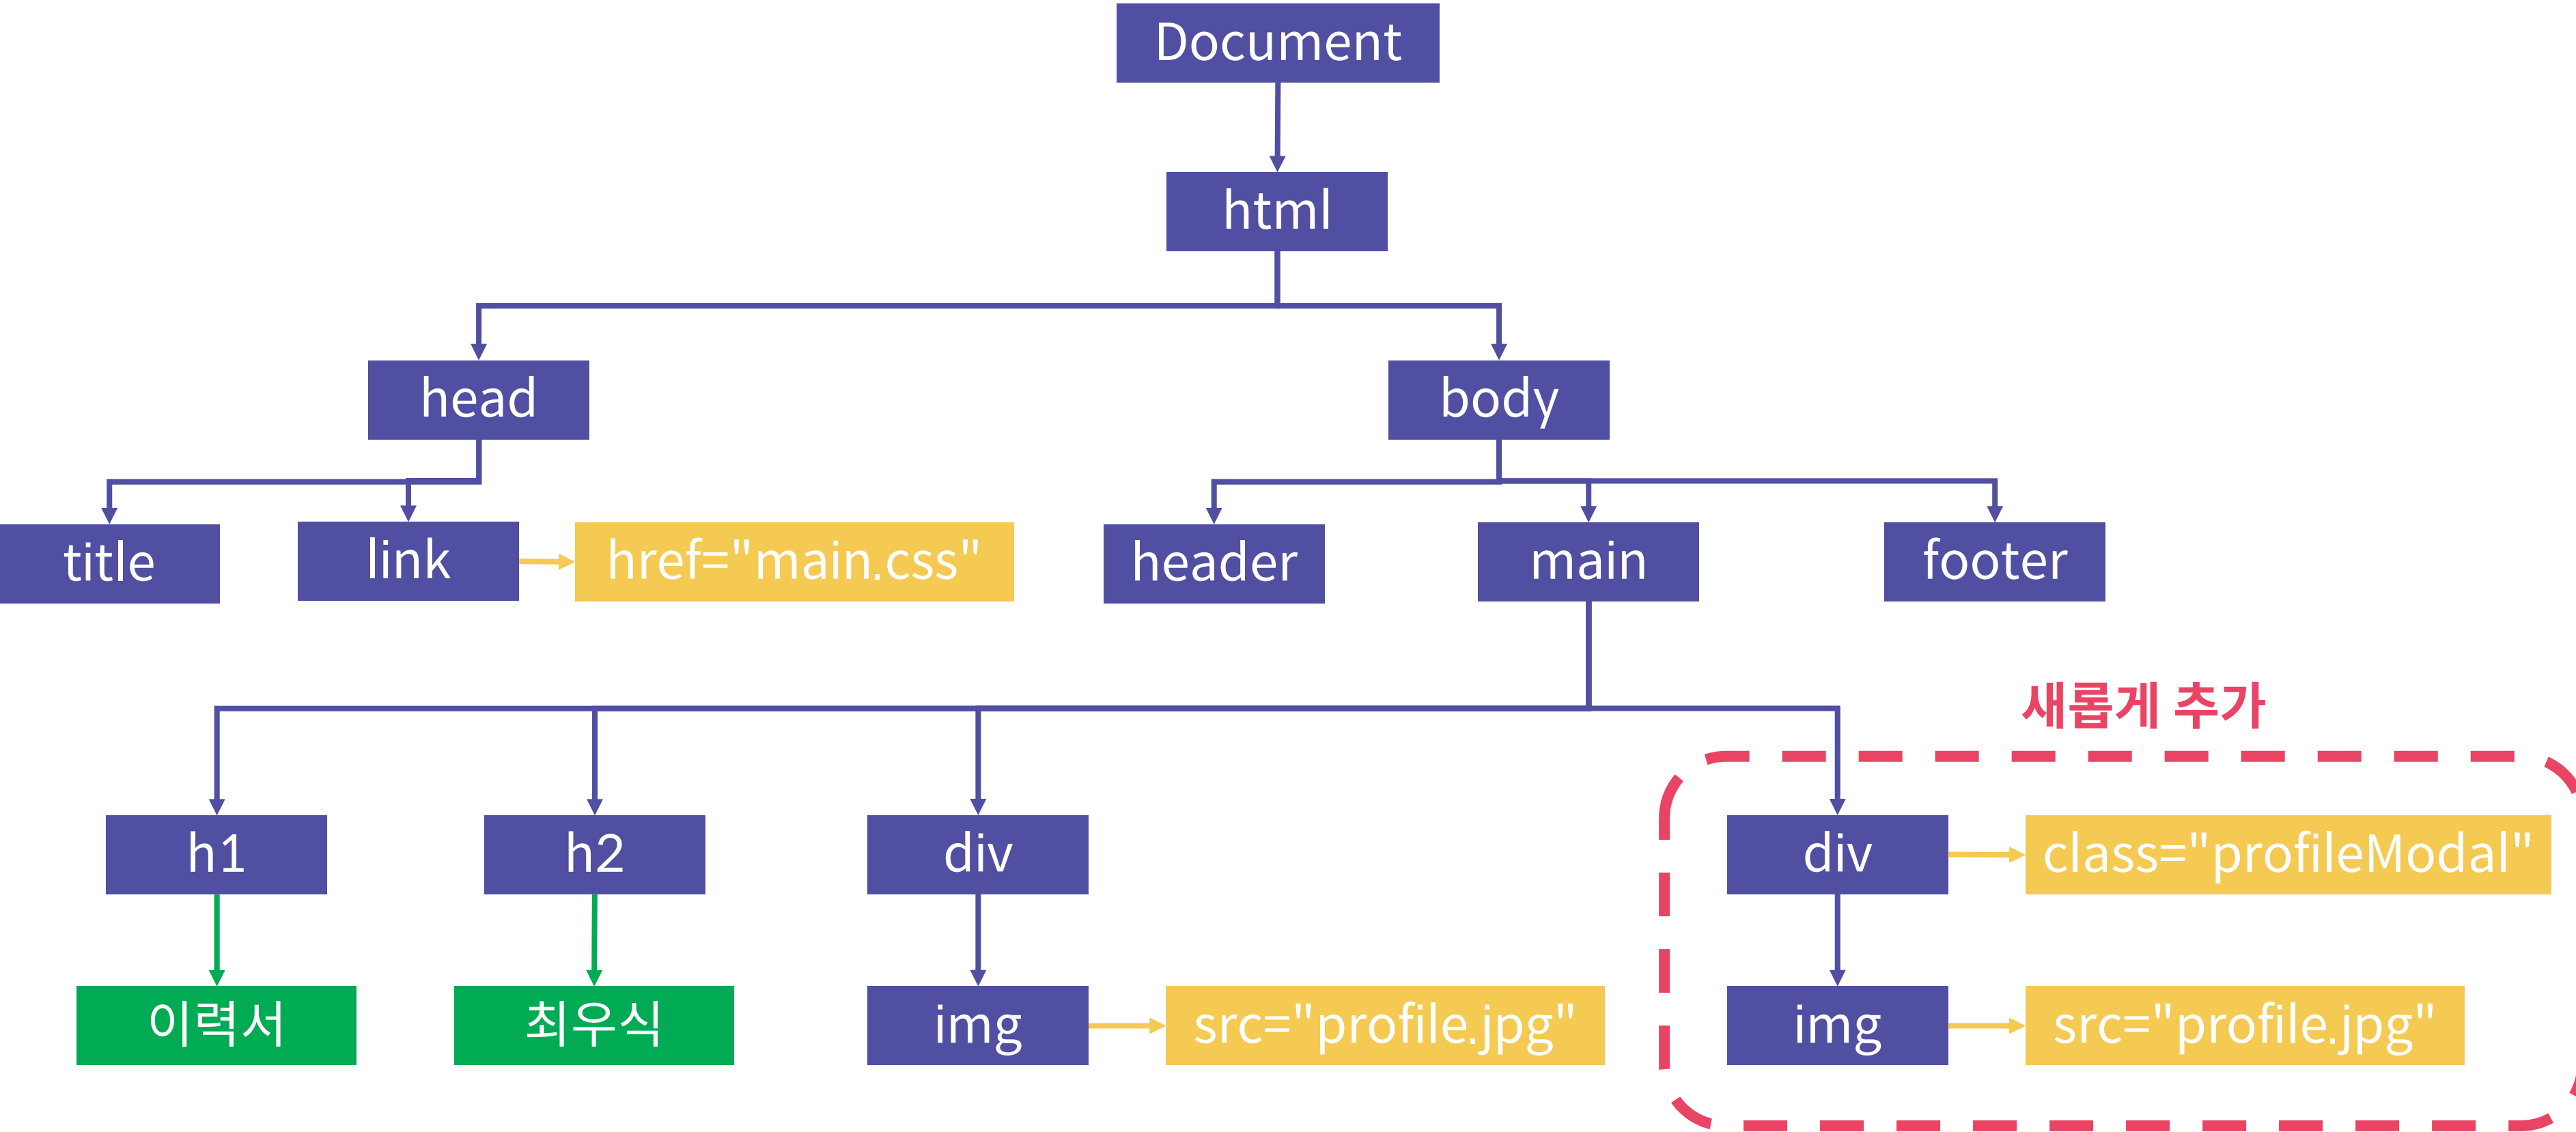 Document
html
head
body
title
link
href="main.css"
header
main
footer
새롭게 추가
h1
h2
div
div
class="profileModal"
이력서
최우식
img
src="profile.jpg"
img
src="profile.jpg"